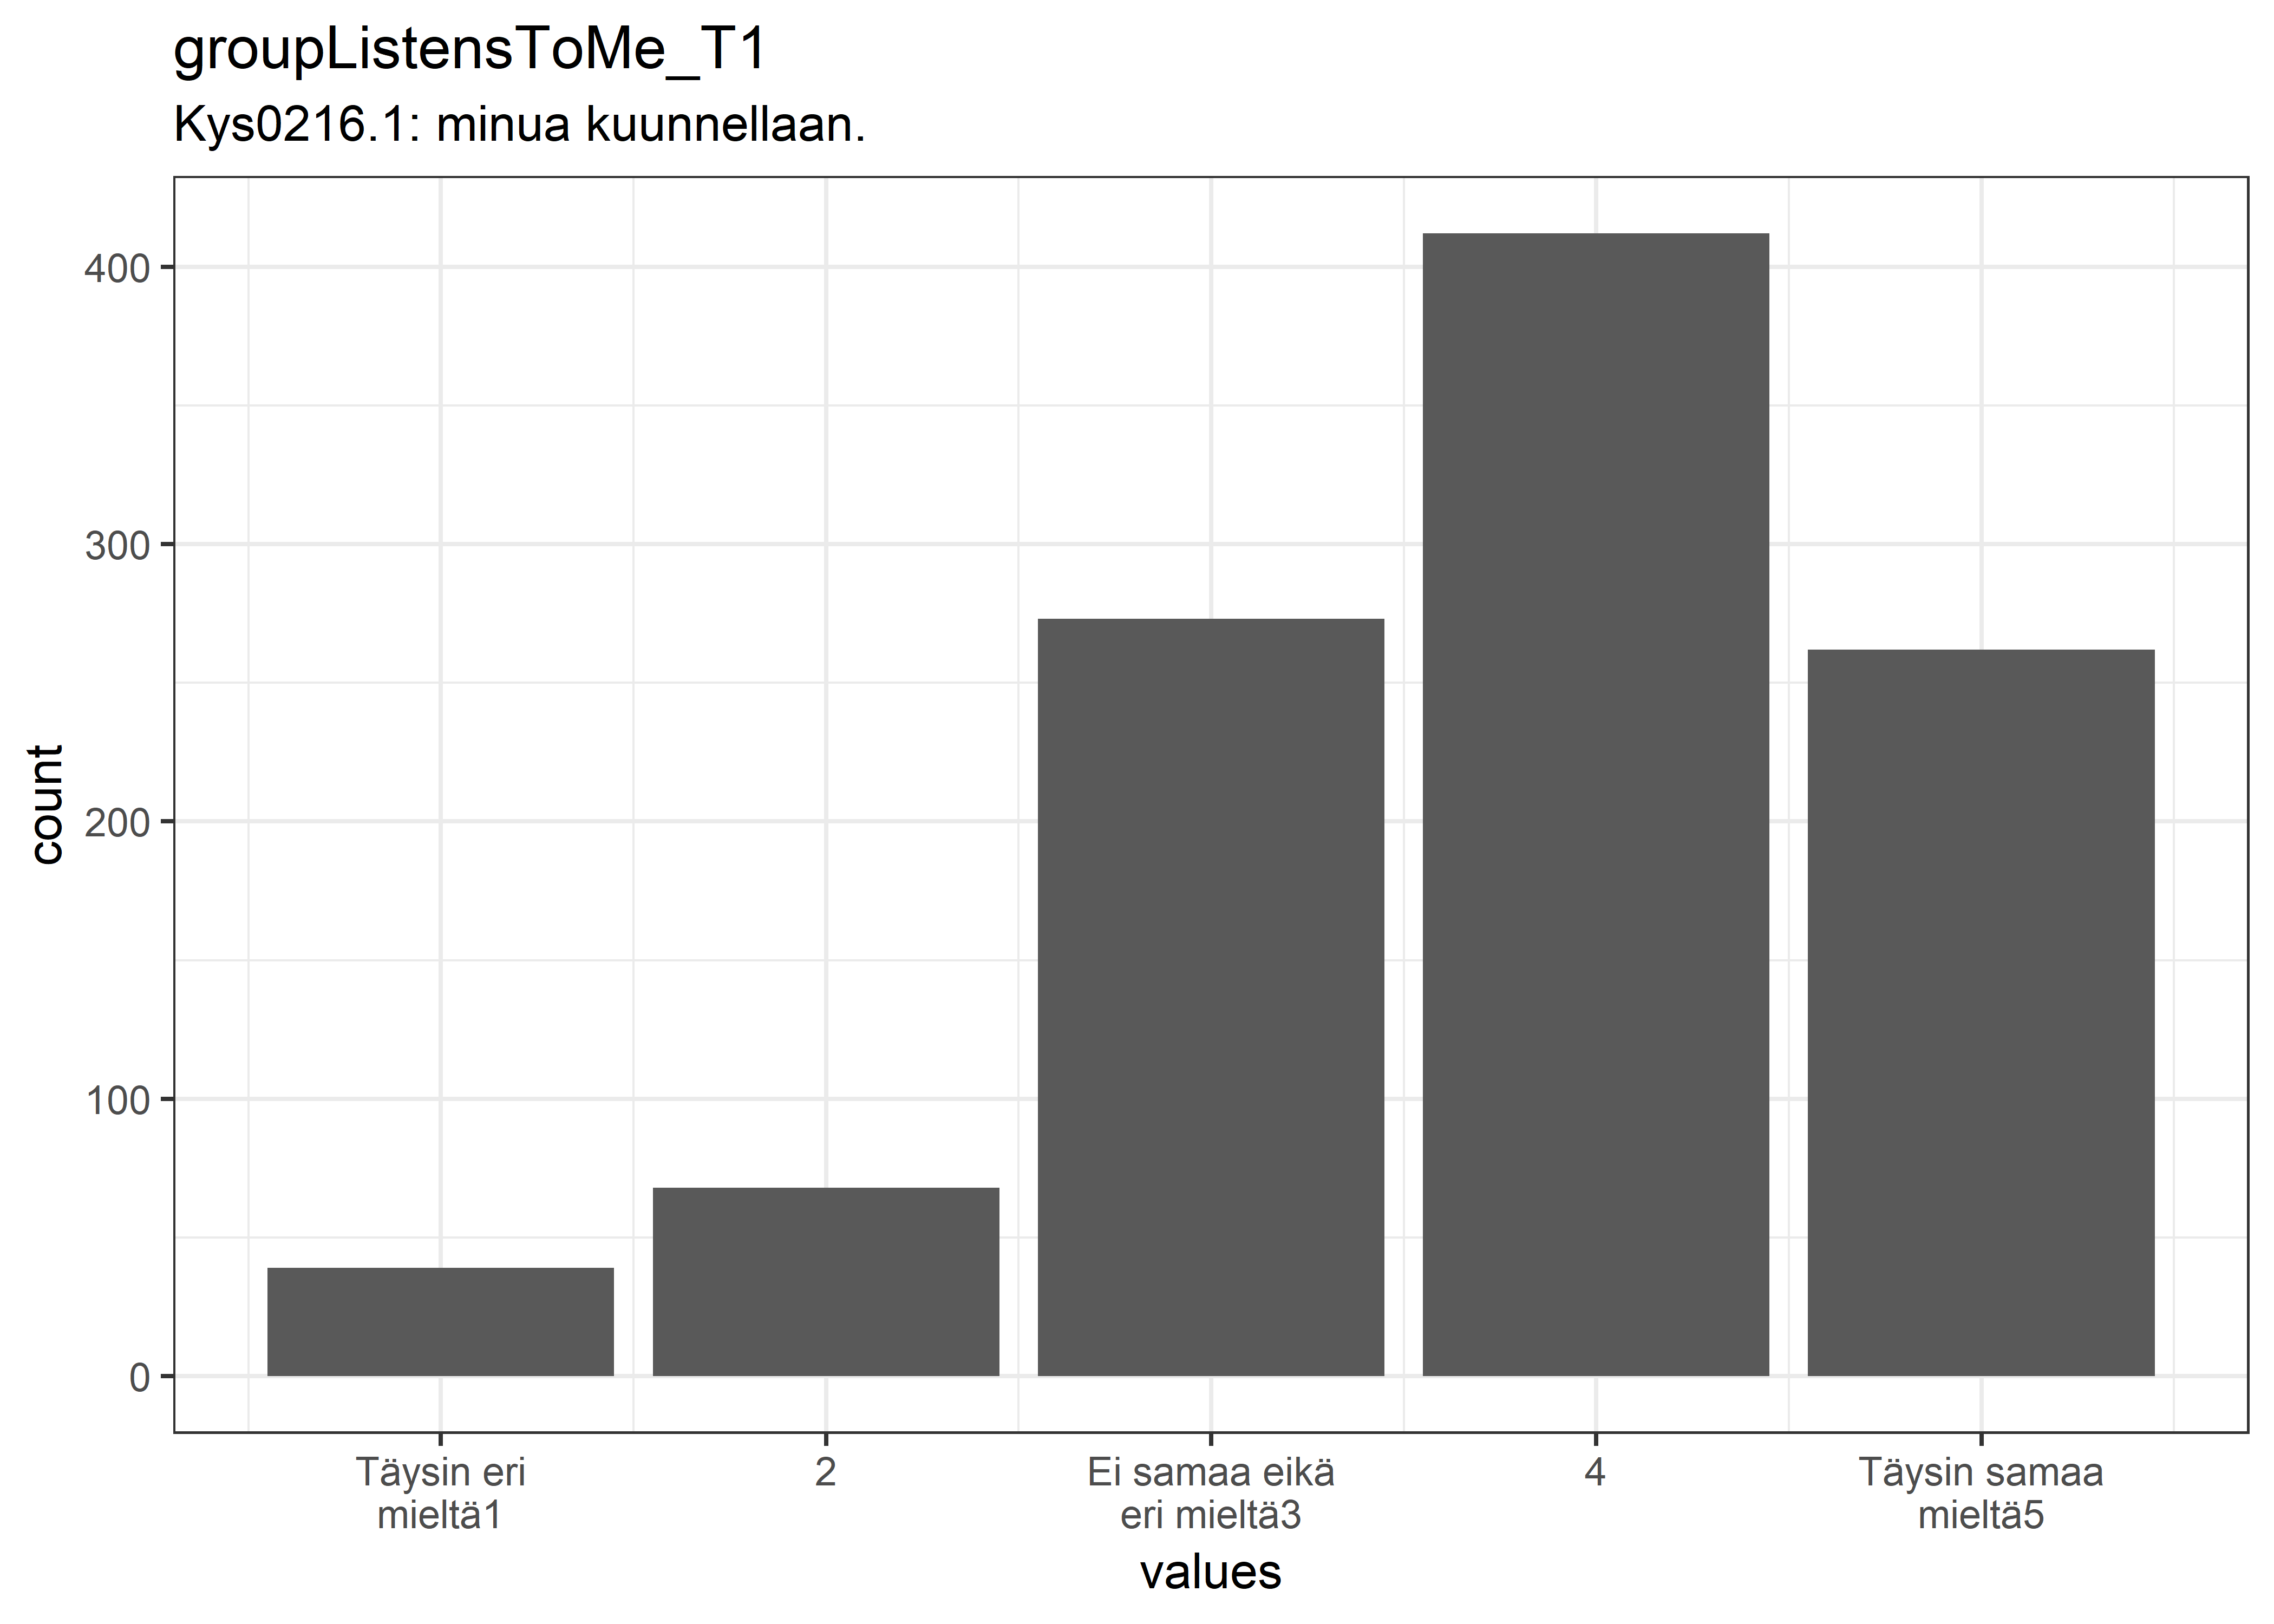 groupListensToMe_T1
Kys0216.1: minua kuunnellaan.
400
300
200
100
0
count
Täysin eri
mieltä1
2
Ei samaa eikä
eri mieltä3
4
Täysin samaa
mieltä5
values